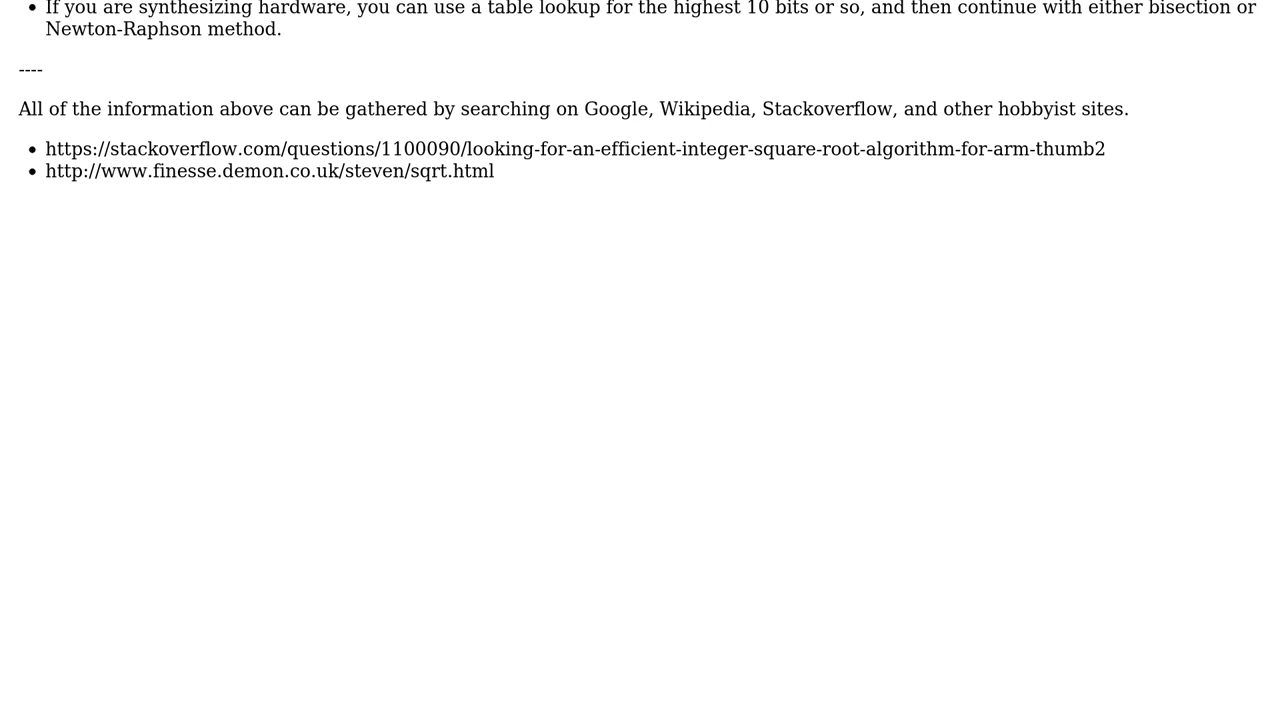 • If you are synthesizing hardware, you can use a table lookup for the highest 10 bits or so, and then continue with either bisection or
Newton-Raphson method.
----
All of the information above can be gathered by searching on Google, Wikipedia, Stackoverflow, and other hobbyist sites.
• https://stackoverflow.com/questions/1100090/looking-for-an-efficient-integer-square-root-algorithm-for-arm-thumb2
• http://www.finesse.demon.co.uk/steven/sqrt.html